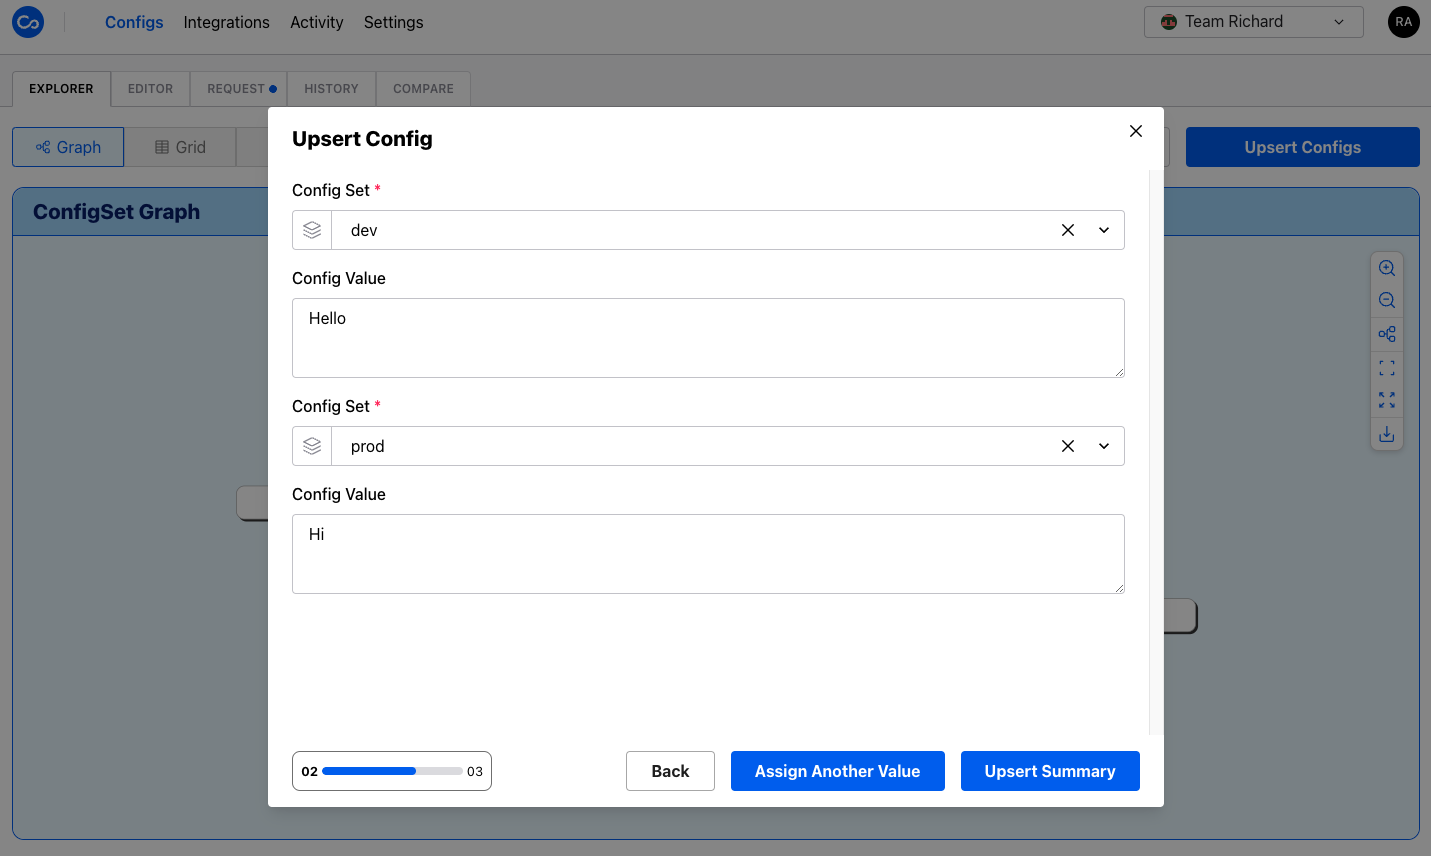 Configs Integrations Activity Settings Team Richard RA
EXPLORER EDITOR REQUEST HISTORY COMPARE
Graph Grid Upsert Configs
ConfigSet Graph
Upsert Config
Config Set *
dev
Config Value
Hello
Config Set *
prod
Config Value
Hi
02 03 Back Assign Another Value Upsert Summary